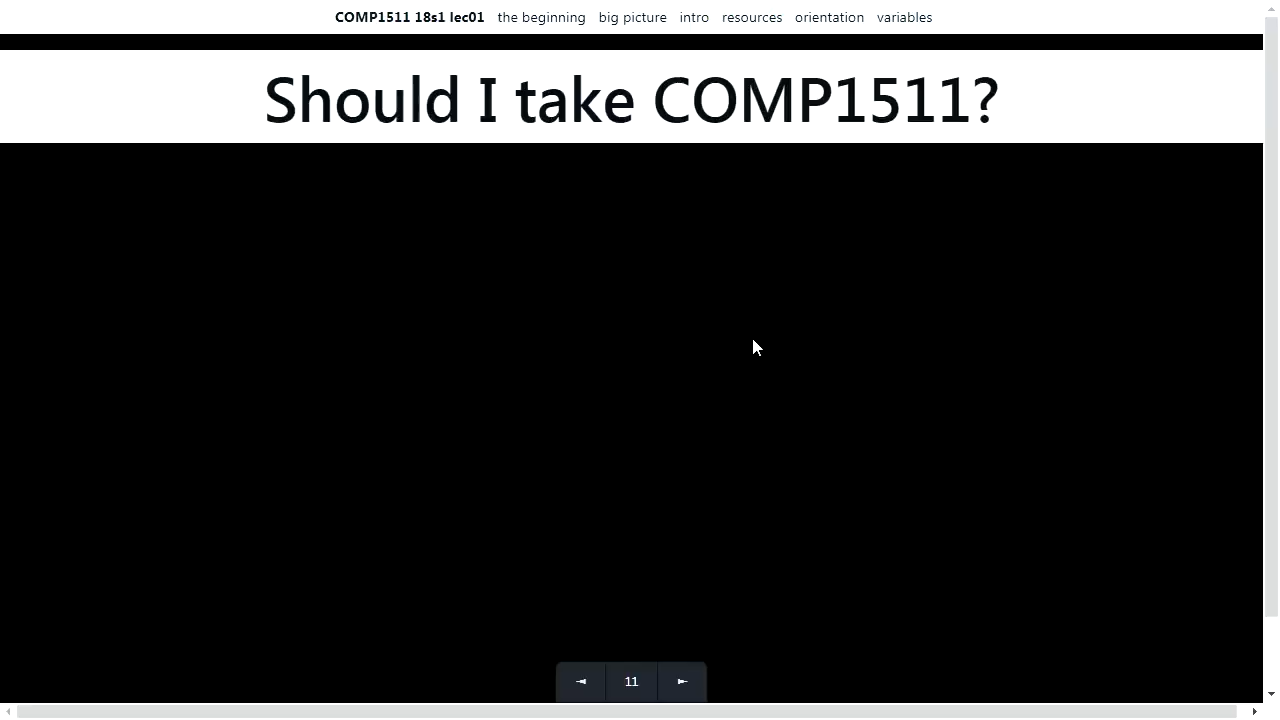 COMP1511 18s1 lec01 the beginning big picture intro resources orientation variables
Should I take COMP1511?
11